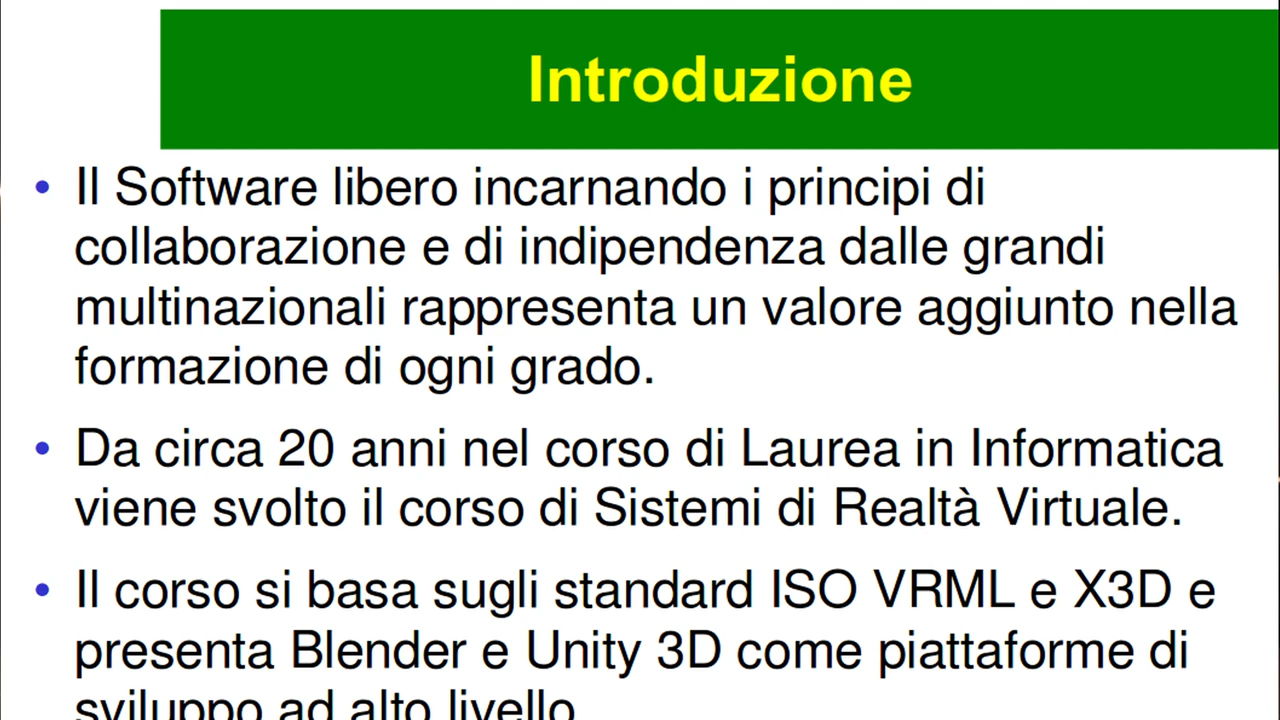 Introduzione
• Il Software libero incarnando i principi di
collaborazione e di indipendenza dalle grandi
multinazionali rappresenta un valore aggiunto nella
formazione di ogni grado.
• Da circa 20 anni nel corso di Laurea in Informatica
viene svolto il corso di Sistemi di Realtà Virtuale.
• Il corso si basa sugli standard ISO VRML e X3D e
presenta Blender e Unity 3D come piattaforme di
sviluppo ad alto livello